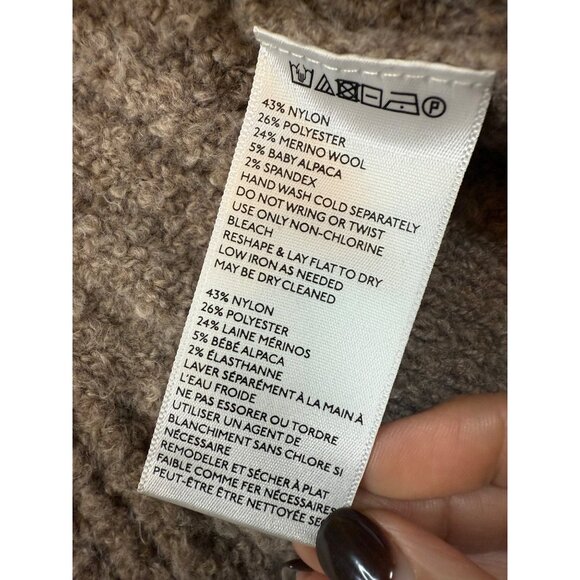 P
43% NYLON
26% POLYESTER
24% MERINO WOOL
5% BABY ALPACA
2% SPANDEX
HAND WASH COLD SEPARATELY
DO NOT WRING OR TWIST
USE ONLY NON-CHLORINE
BLEACH
RESHAPE & LAY FLAT TO DRY
LOW IRON AS NEEDED
MAY BE DRY CLEANED
43% NYLON
26% POLYESTER
24% LAINE MÉRINOS
5% BÉBÉ ALPACA
2% ÉLASTHANNE
LAVER SÉPARÉMENT À LA MAIN À
L'EAU FROIDE
NE PAS ESSORER OU TORDRE
UTILISER UN AGENT DE
BLANCHIMENT SANS CHLORE SI
NÉCESSAIRE
REMODELER ET SÉCHER À PLAT
FAIBLE COMME FER NÉCESSAIRES
PEUT-ÊTRE ÊTRE NETTOYÉE